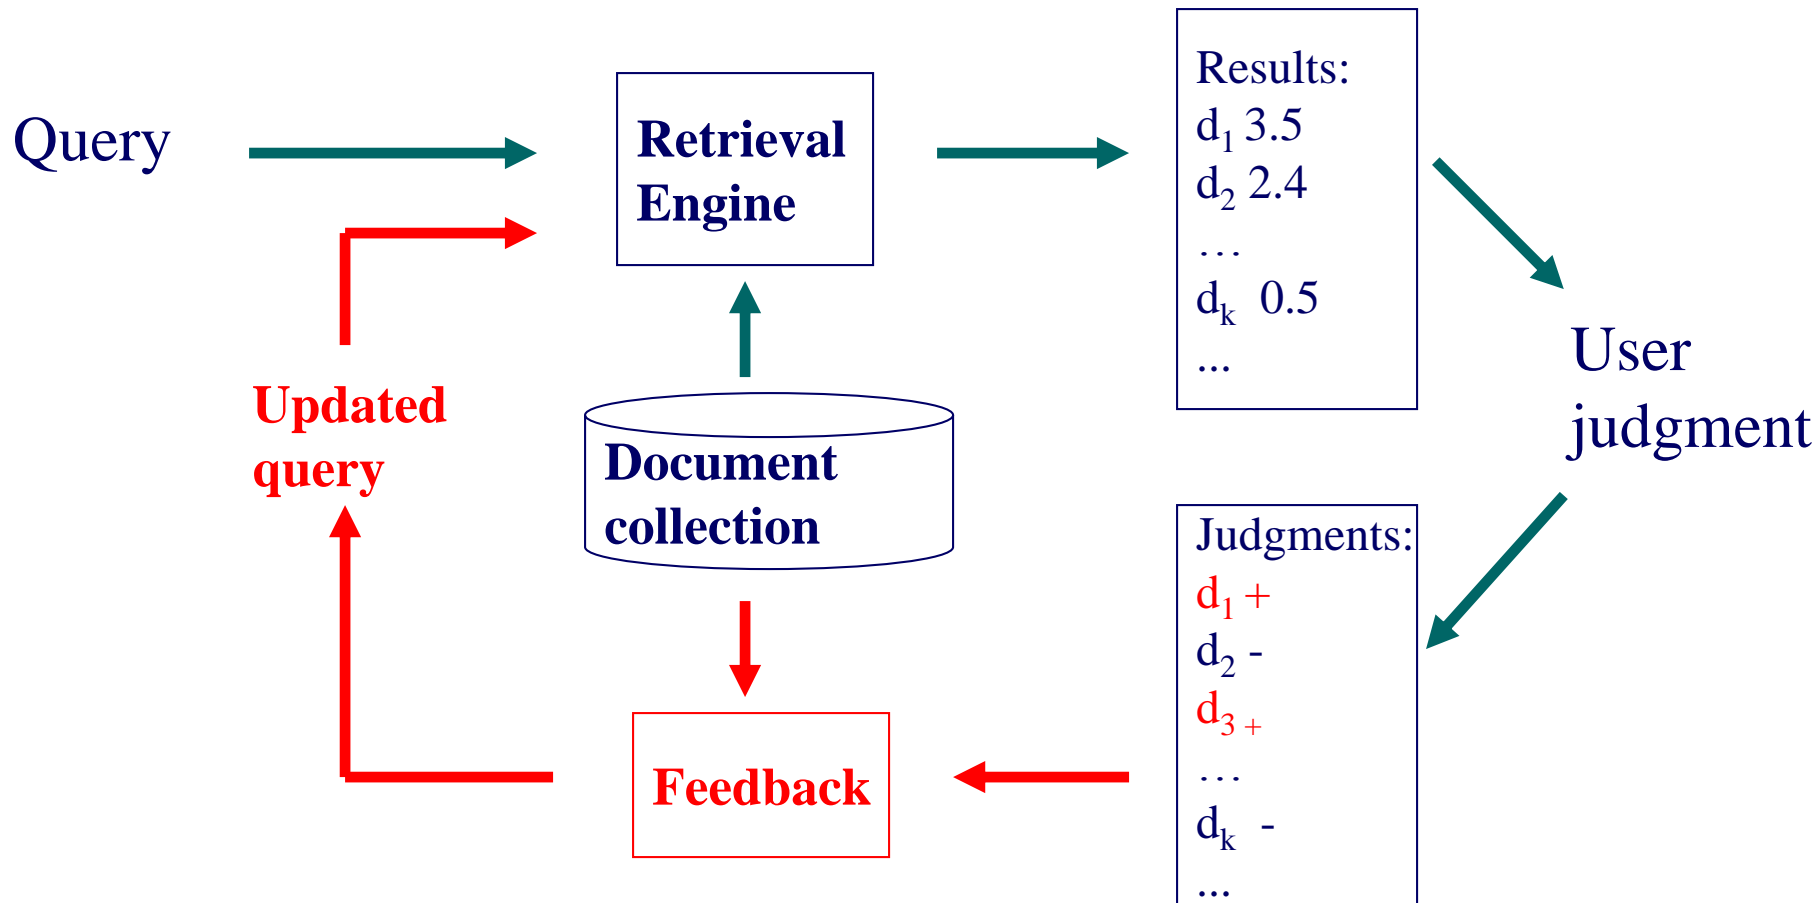 Query
Retrieval
Engine
Results:
d1 3.5
d2 2.4
…
dk 0.5
...
User
judgment
Updated
query
Document
collection
Judgments:
d1 +
d2 -
d3 +
…
dk -
...
Feedback